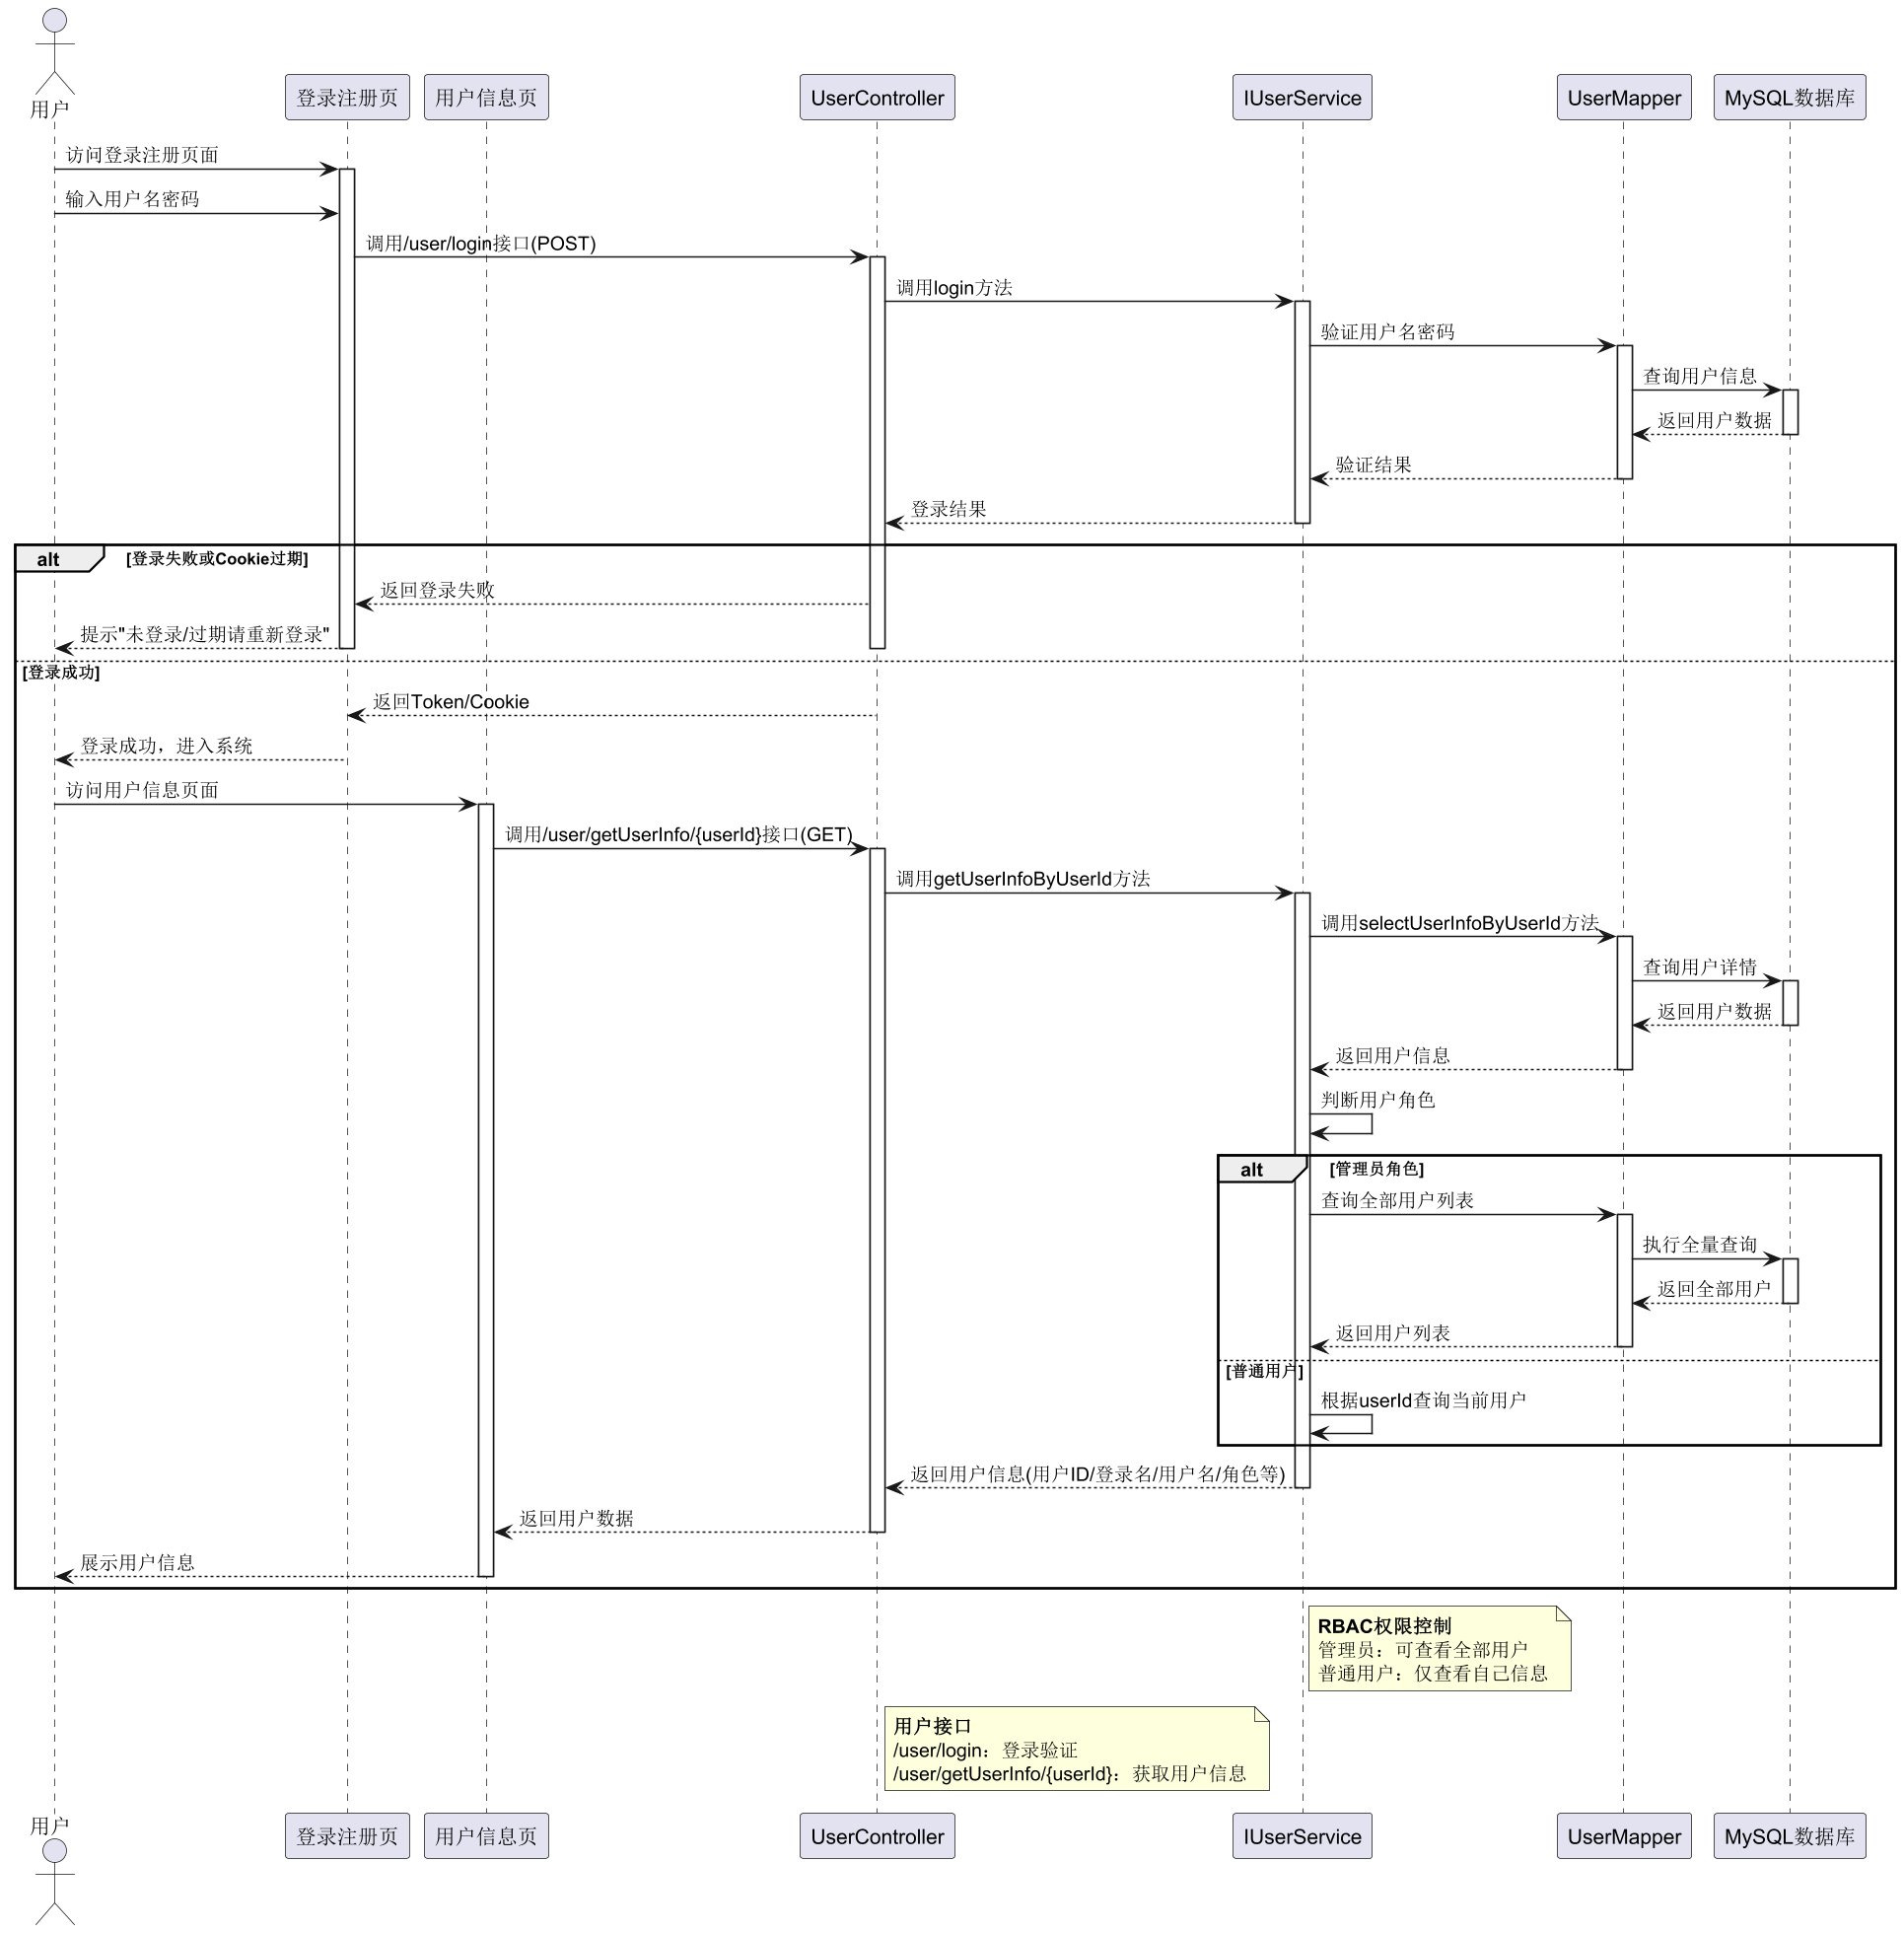 用户
登录注册页
用户信息页
UserController
IUserService
UserMapper
MySQL数据库
访问登录注册页面
输入用户名密码
调用/user/login接口(POST)
调用login方法
验证用户名密码
查询用户信息
返回用户数据
验证结果
登录结果
alt
[登录失败或Cookie过期]
返回登录失败
提示"未登录/过期请重新登录"
[登录成功]
返回Token/Cookie
登录成功，进入系统
访问用户信息页面
调用/user/getUserInfo/{userId}接口(GET)
调用getUserInfoByUserId方法
调用selectUserInfoByUserId方法
查询用户详情
返回用户数据
返回用户信息
判断用户角色
alt
[管理员角色]
查询全部用户列表
执行全量查询
返回全部用户
返回用户列表
[普通用户]
根据userId查询当前用户
返回用户信息(用户ID/登录名/用户名/角色等)
返回用户数据
展示用户信息
RBAC权限控制
管理员：可查看全部用户
普通用户：仅查看自己信息
用户接口
/user/login：登录验证
/user/getUserInfo/{userId}：获取用户信息
用户
登录注册页
用户信息页
UserController
IUserService
UserMapper
MySQL数据库